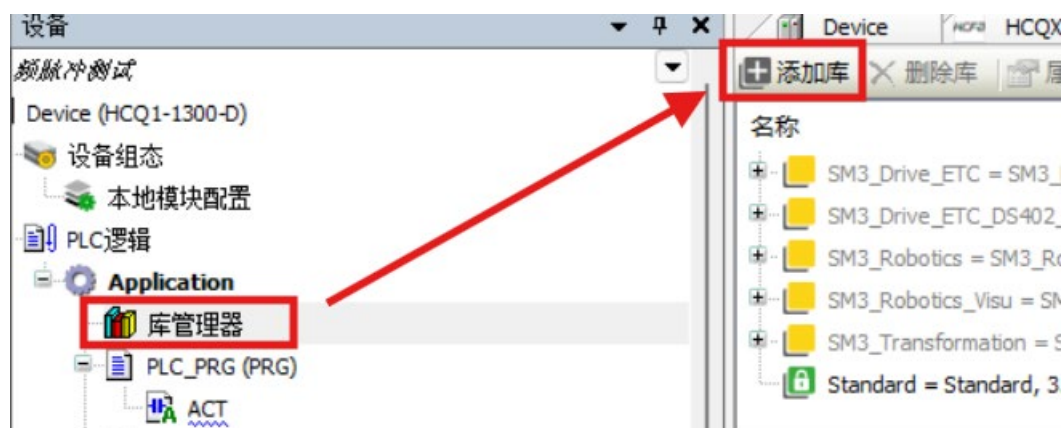 设备
频脉冲测试
Device (HCQ1-1300-D)
设备组态
本地模块配置
PLC逻辑
Application
库管理器
PLC_PRG (PRG)
ACT
Device HCFA HCQX
添加库 删除库 属
名称
SM3_Drive_ETC = SM3_
SM3_Drive_ETC_DS402_
SM3_Robotics = SM3_Ro
SM3_Robotics_Visu = SM
SM3_Transformation = S
Standard = Standard, 3